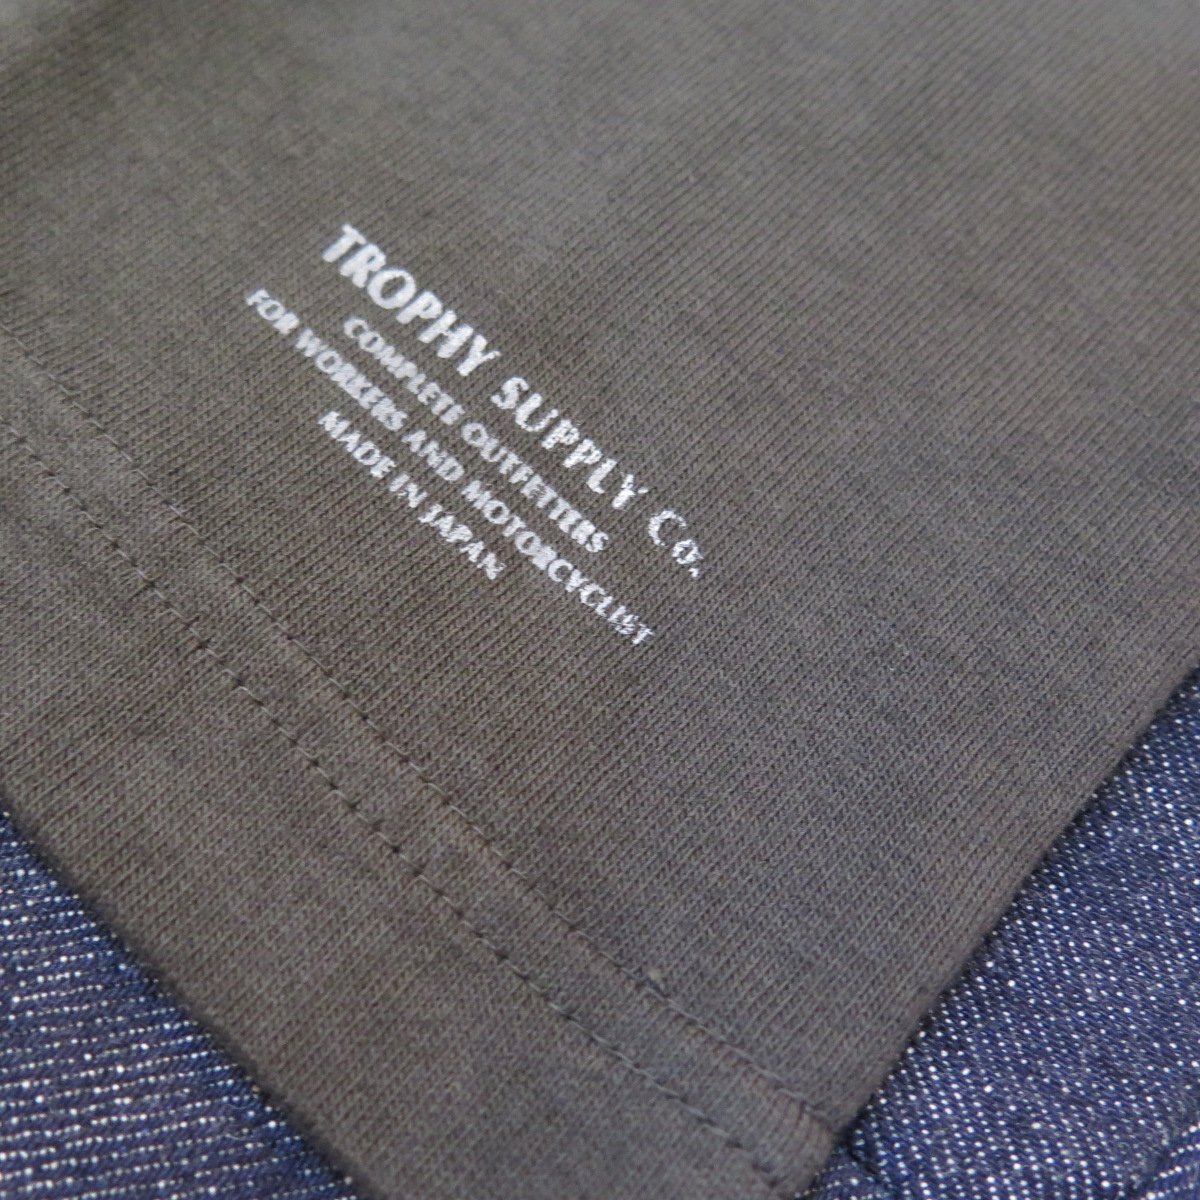 TROPHY SUPPLY Co.
COMPLETE OUTFITTERS
FOR WORKERS AND MOTORCYCLIST
MADE IN JAPAN